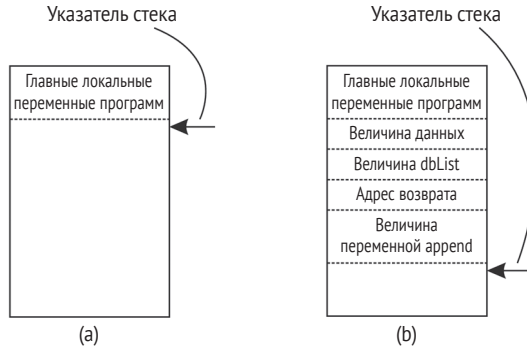 Указатель стека
Главные локальные
переменные программ
(a)
Указатель стека
Главные локальные
переменные программ
Величина данных
Величина dbList
Адрес возврата
Величина
переменной append
(b)